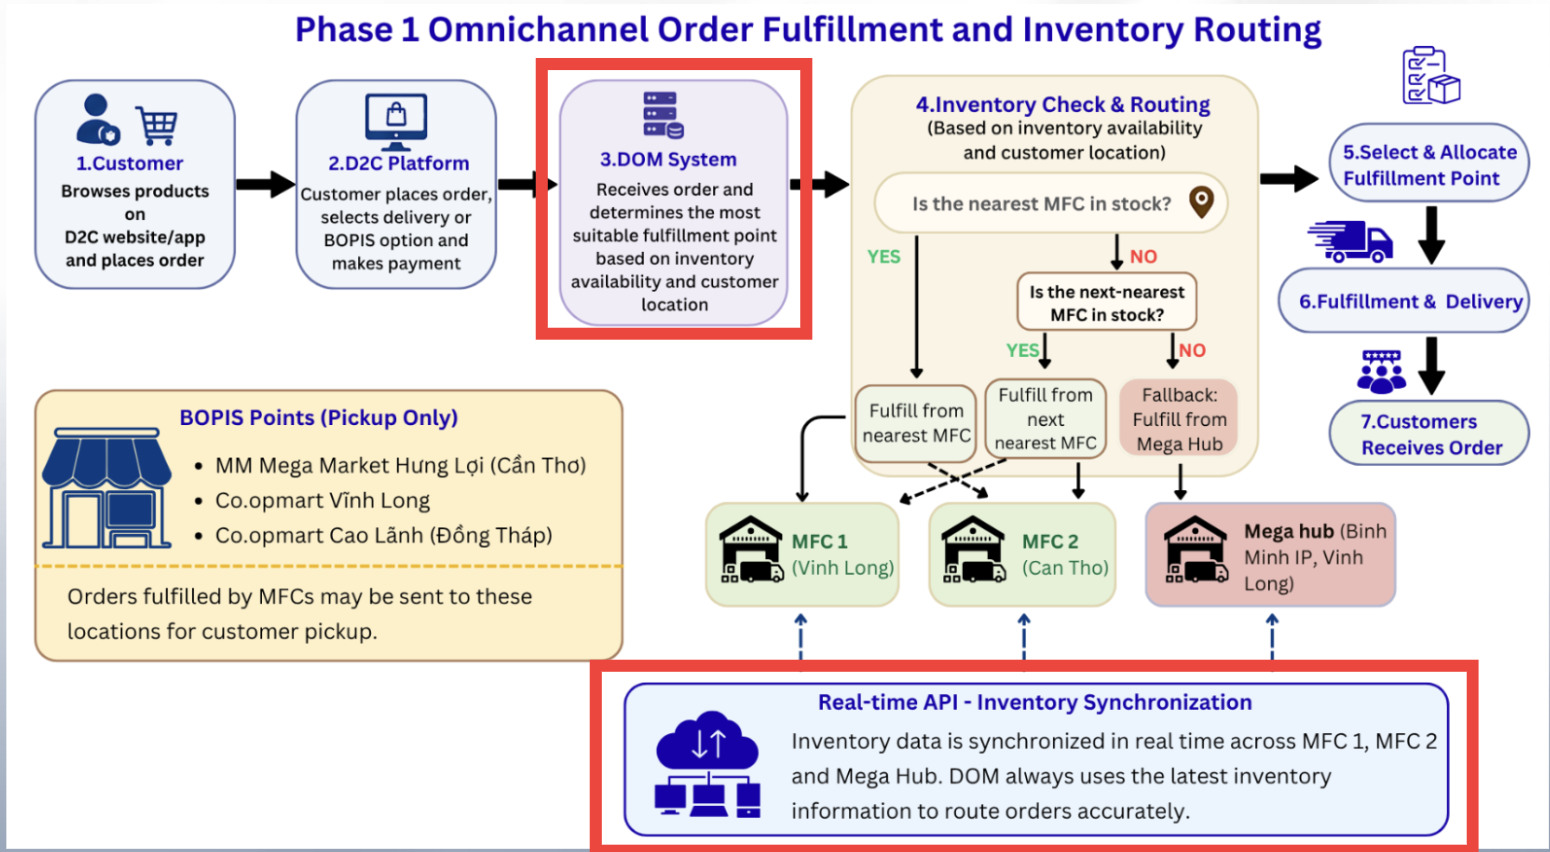 Phase 1 Omnichannel Order Fulfillment and Inventory Routing
1.Customer
Browses products
on
D2C website/app
and places order
2.D2C Platform
Customer places order,
selects delivery or
BOPIS option and
makes payment
3.DOM System
Receives order and
determines the most
suitable fulfillment point
based on inventory
availability and customer
location
4.Inventory Check & Routing
(Based on inventory availability
and customer location)
Is the nearest MFC in stock?
YES
NO
Is the next-nearest
MFC in stock?
YES
NO
Fulfill from
nearest MFC
Fulfill from
next
nearest MFC
Fallback:
Fulfill from
Mega Hub
5.Select & Allocate
Fulfillment Point
6.Fulfillment & Delivery
7.Customers
Receives Order
BOPIS Points (Pickup Only)
• MM Mega Market Hưng Lợi (Cần Thơ)
• Co.opmart Vĩnh Long
• Co.opmart Cao Lãnh (Đồng Tháp)
Orders fulfilled by MFCs may be sent to these
locations for customer pickup.
MFC 1
(Vinh Long)
MFC 2
(Can Tho)
Mega hub (Binh
Minh IP, Vinh
Long)
Real-time API - Inventory Synchronization
Inventory data is synchronized in real time across MFC 1, MFC 2
and Mega Hub. DOM always uses the latest inventory
information to route orders accurately.